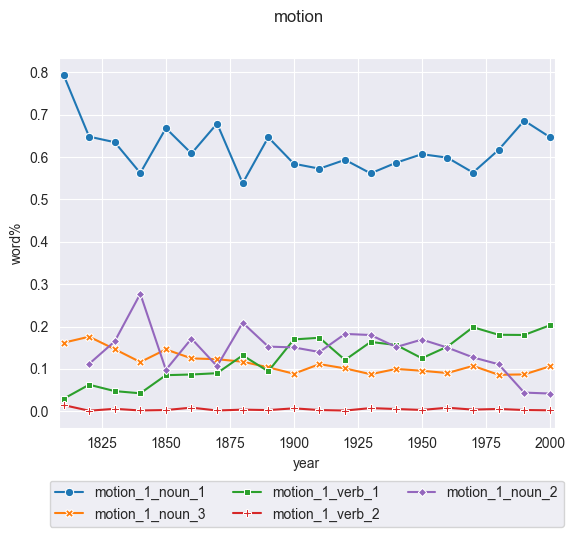 motion
0.8
0.7
0.6
0.5
0.4
0.3
0.2
0.1
0.0
word%
1825 1850 1875 1900 1925 1950 1975 2000
year
motion_1_noun_1 motion_1_verb_1 motion_1_noun_2
motion_1_noun_3 motion_1_verb_2